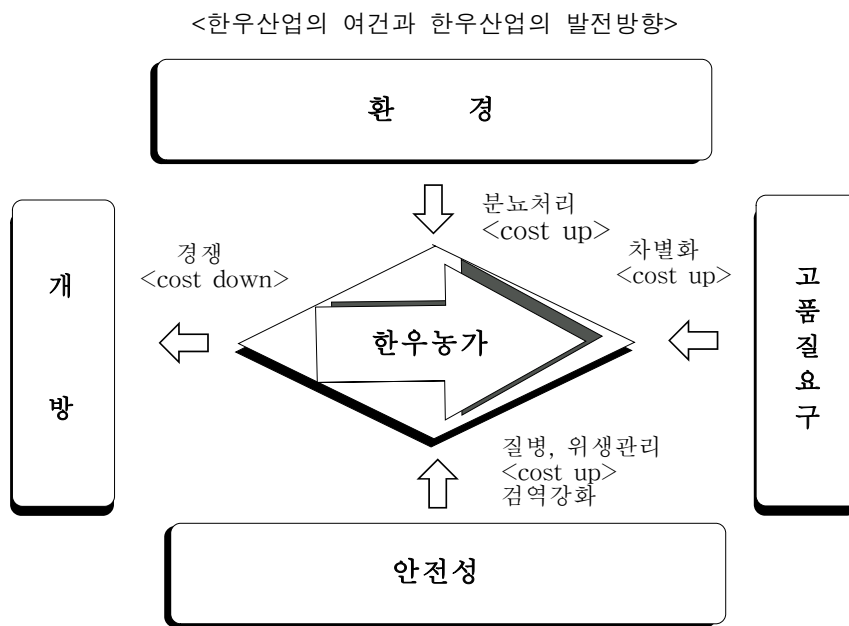 <한우산업의 여건과 한우산업의 발전방향>
환 경
분뇨처리
<cost up>
경쟁
<cost down>
차별화
<cost up>
개방
한우농가
고품질요구
질병, 위생관리
<cost up>
검역강화
안전성